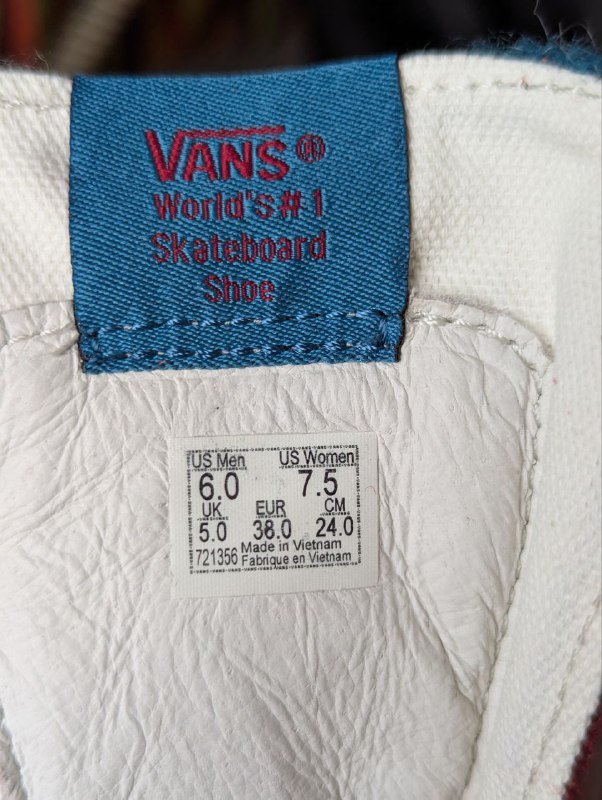 VANS®
World's #1
Skateboard
Shoe
US Men US Women
6.0 7.5
UK EUR CM
5.0 38.0 24.0
Made in Vietnam
721356 Fabrique en Vietnam